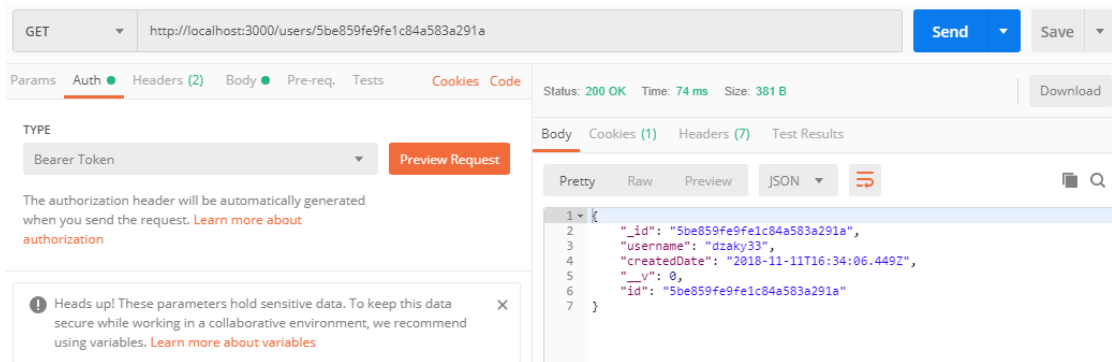 GET http://localhost:3000/users/5be859fe9fe1c84a583a291a Send Save
Params Auth Headers (2) Body Pre-req. Tests Cookies Code
TYPE
Bearer Token Preview Request
The authorization header will be automatically generated
when you send the request. Learn more about
authorization
Heads up! These parameters hold sensitive data. To keep this data
secure while working in a collaborative environment, we recommend
using variables. Learn more about variables
Status: 200 OK Time: 74 ms Size: 381 B Download
Body Cookies (1) Headers (7) Test Results
Pretty Raw Preview JSON
1 {
2 "_id": "5be859fe9fe1c84a583a291a",
3 "username": "dzaky33",
4 "createdDate": "2018-11-11T16:34:06.449Z",
5 "__v": 0,
6 "id": "5be859fe9fe1c84a583a291a"
7 }